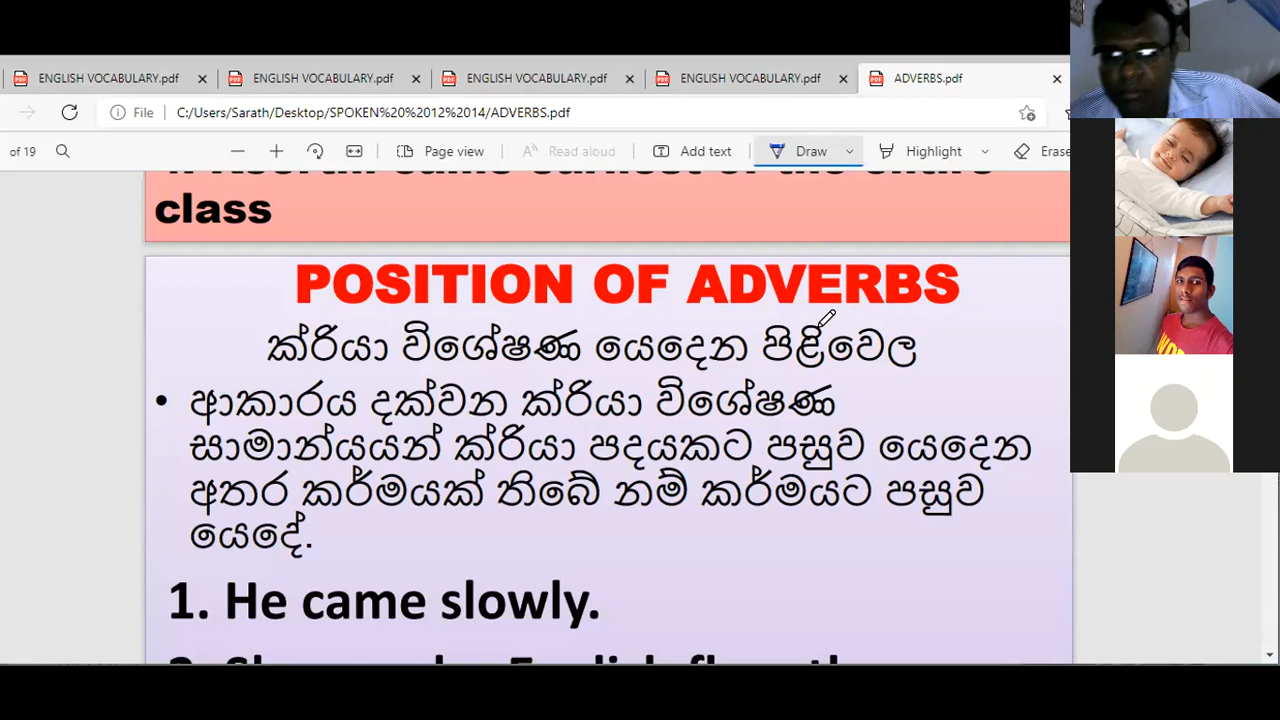 ENGLISH VOCABULARY.pdf ENGLISH VOCABULARY.pdf ENGLISH VOCABULARY.pdf ENGLISH VOCABULARY.pdf ADVERBS.pdf
File C:/Users/Sarath/Desktop/SPOKEN%20%2012%2014/ADVERBS.pdf
of 19 Page view Read aloud Add text Draw Highlight Erase
class
POSITION OF ADVERBS
ක්රියා විශේෂණ යෙදෙන පිළිවෙල
• ආකාරය දක්වන ක්රියා විශේෂණ
සාමාන්යයන් ක්රියා පදයකට පසුව යෙදෙන
අතර කර්මයක් තිබේ නම් කර්මයට පසුව
යෙදේ.
1. He came slowly.